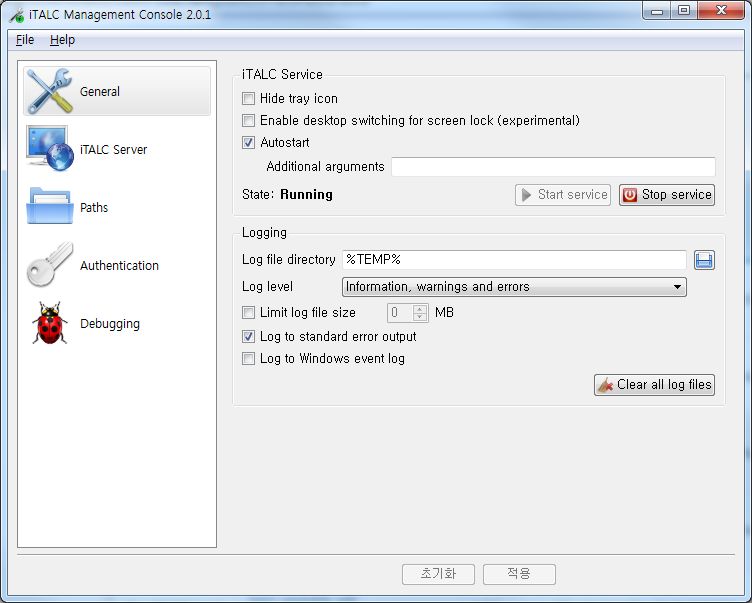 iTALC Management Console 2.0.1
File Help
General
iTALC Server
Paths
Authentication
Debugging
iTALC Service
Hide tray icon
Enable desktop switching for screen lock (experimental)
Autostart
Additional arguments
State: Running
Start service
Stop service
Logging
Log file directory %TEMP%
Log level Information, warnings and errors
Limit log file size 0 MB
Log to standard error output
Log to Windows event log
Clear all log files
초기화 적용